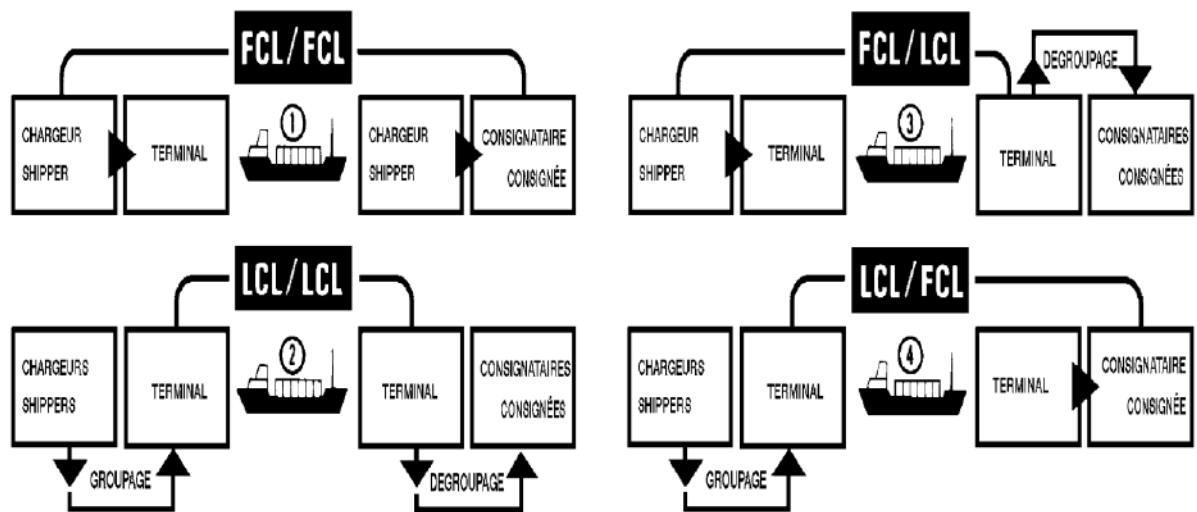 FCL/FCL
CHARGEUR
SHIPPER
TERMINAL
1
CHARGEUR
SHIPPER
CONSIGNATAIRE
CONSIGNÉE
FCL/LCL
DEGROUPAGE
CHARGEUR
SHIPPER
TERMINAL
3
TERMINAL
CONSIGNATAIRES
CONSIGNÉES
LCL/LCL
CHARGEURS
SHIPPERS
TERMINAL
2
TERMINAL
CONSIGNATAIRES
CONSIGNÉES
GROUPAGE
DEGROUPAGE
LCL/FCL
CHARGEURS
SHIPPERS
TERMINAL
4
TERMINAL
CONSIGNATAIRE
CONSIGNÉE
GROUPAGE